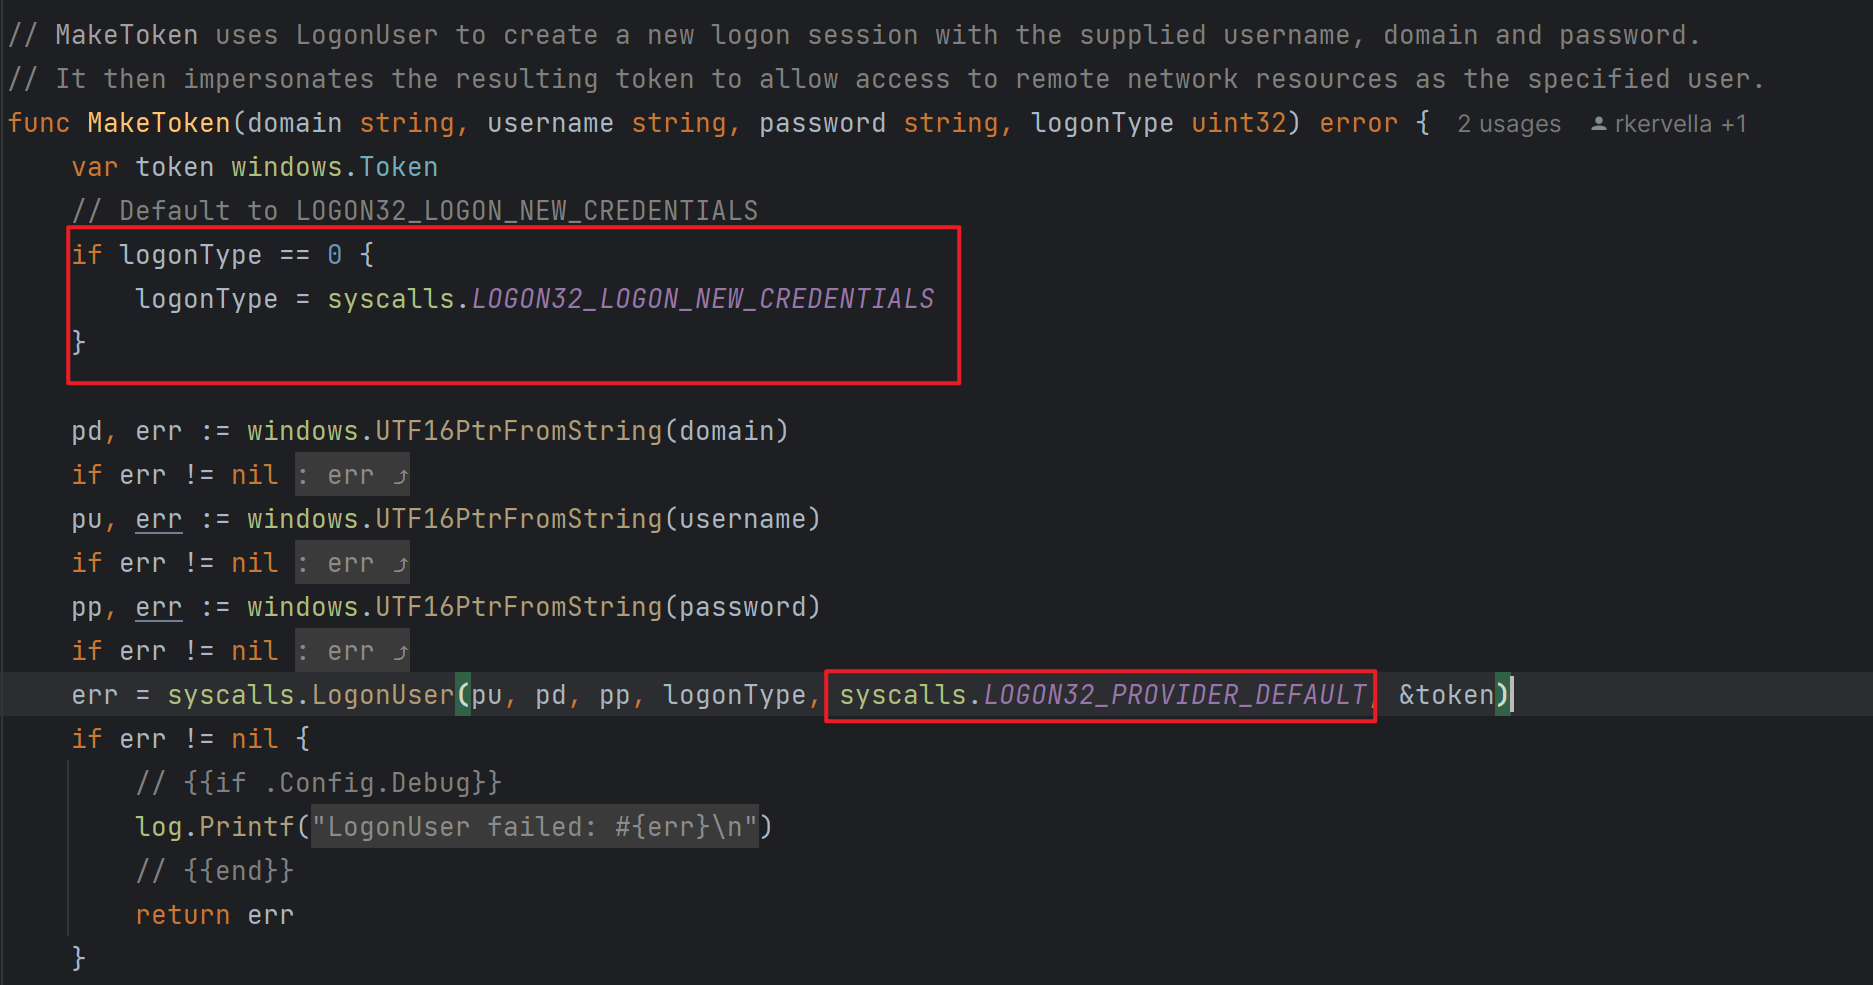 // MakeToken uses LogonUser to create a new logon session with the supplied username, domain and password.
// It then impersonates the resulting token to allow access to remote network resources as the specified user.
func MakeToken(domain string, username string, password string, logonType uint32) error { 2 usages rkervella +1
var token windows.Token
// Default to LOGON32_LOGON_NEW_CREDENTIALS
if logonType == 0 {
logonType = syscalls.LOGON32_LOGON_NEW_CREDENTIALS
}
pd, err := windows.UTF16PtrFromString(domain)
if err != nil : err ⤴
pu, err := windows.UTF16PtrFromString(username)
if err != nil : err ⤴
pp, err := windows.UTF16PtrFromString(password)
if err != nil : err ⤴
err = syscalls.LogonUser(pu, pd, pp, logonType, syscalls.LOGON32_PROVIDER_DEFAULT, &token)
if err != nil {
// {{if .Config.Debug}}
log.Printf("LogonUser failed: #{err}\n")
// {{end}}
return err
}